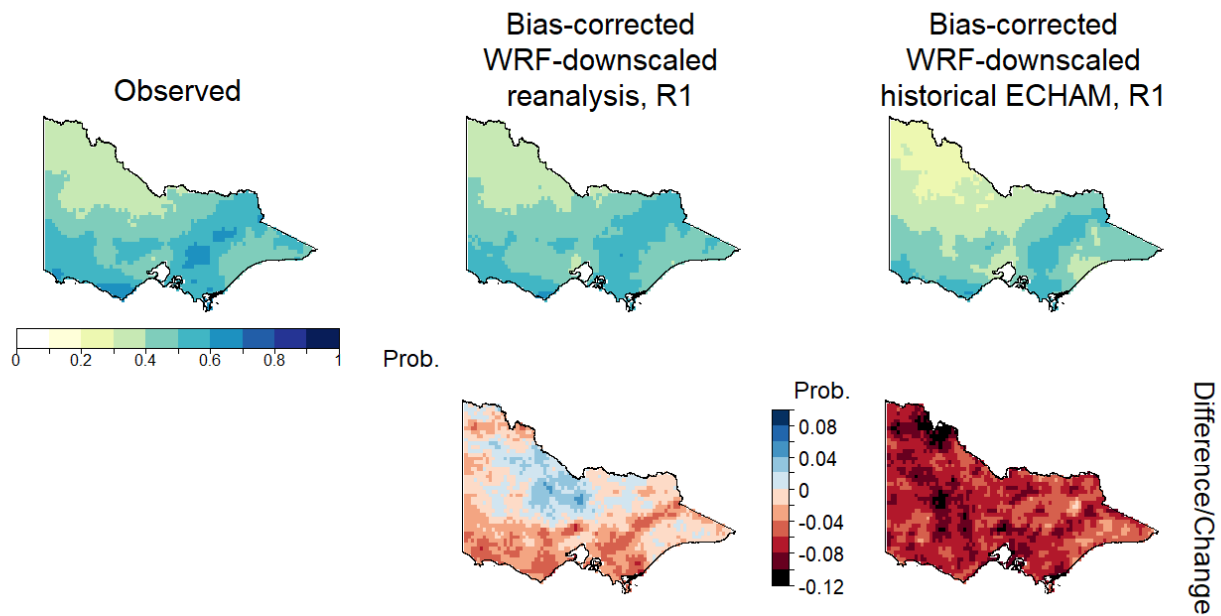 Observed
Bias-corrected
WRF-downscaled
reanalysis, R1
Bias-corrected
WRF-downscaled
historical ECHAM, R1
0 0.2 0.4 0.6 0.8 1
Prob.
Prob.
0.08
0.04
0
-0.04
-0.08
-0.12
Difference/Change